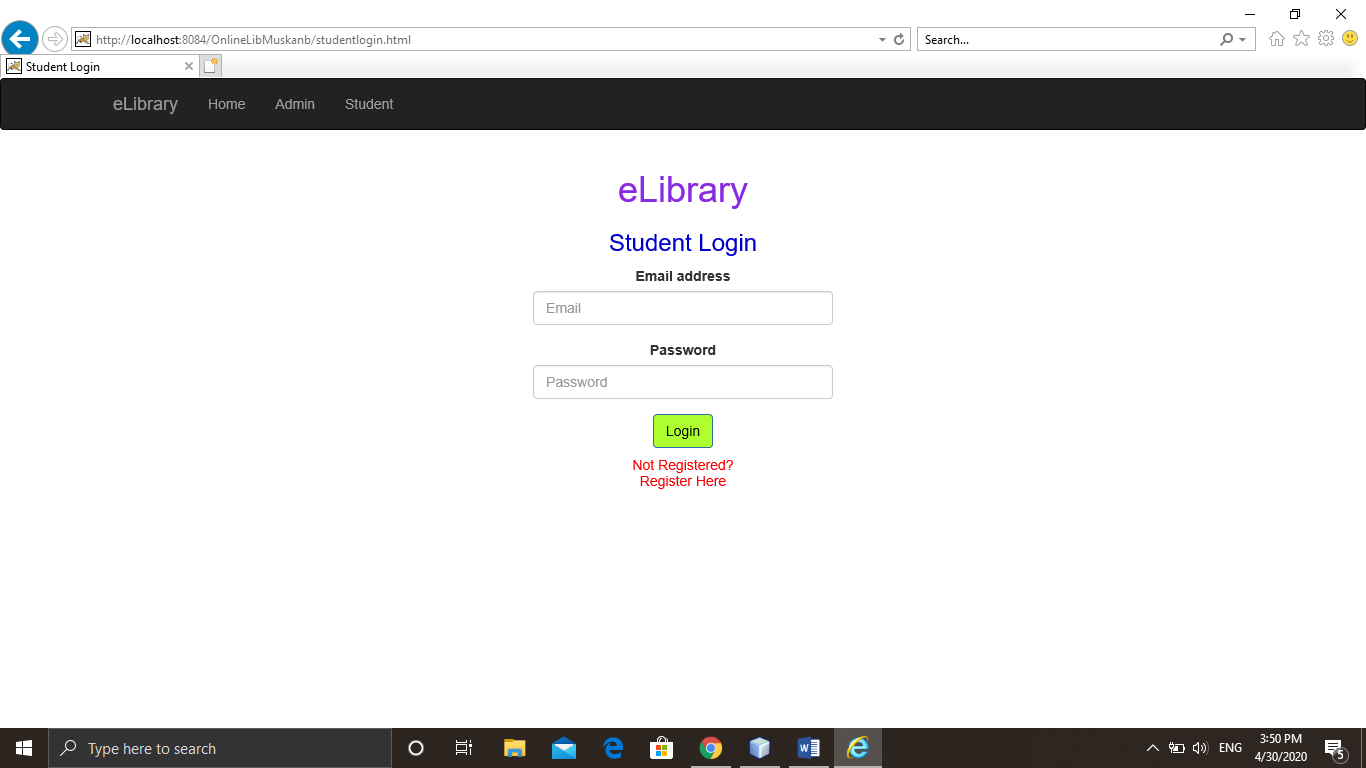 http://localhost:8084/OnlineLibMuskanb/studentlogin.html
Search...
Student Login
eLibrary Home Admin Student
eLibrary
Student Login
Email address
Email
Password
Password
Login
Not Registered?
Register Here
Type here to search
ENG
3:50 PM
4/30/2020
5